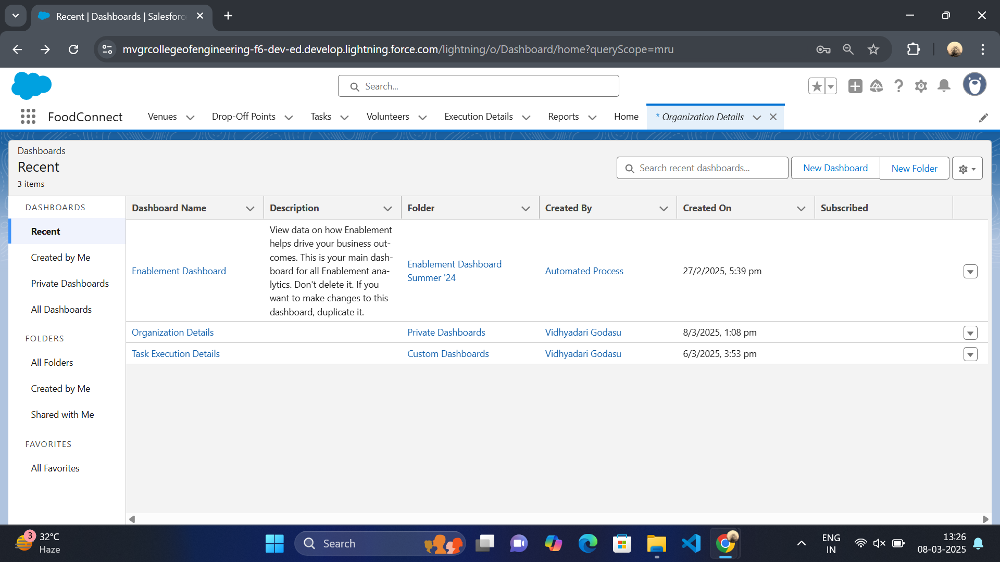 Recent | Dashboards | Salesforc
mvgrcollegeofengineering-f6-dev-ed.develop.lightning.force.com/lightning/o/Dashboard/home?queryScope=mru
Search...
FoodConnect
Venues
Drop-Off Points
Tasks
Volunteers
Execution Details
Reports
Home
* Organization Details
Dashboards
Recent
3 items
Search recent dashboards...
New Dashboard
New Folder
DASHBOARDS
Recent
Created by Me
Private Dashboards
All Dashboards
FOLDERS
All Folders
Created by Me
Shared with Me
FAVORITES
All Favorites
Dashboard Name
Description
Folder
Created By
Created On
Subscribed
Enablement Dashboard
View data on how Enablement
helps drive your business out-
comes. This is your main dash-
board for all Enablement ana-
lytics. Don't delete it. If you
want to make changes to this
dashboard, duplicate it.
Enablement Dashboard
Summer '24
Automated Process
27/2/2025, 5:39 pm
Organization Details
Private Dashboards
Vidhyadari Godasu
8/3/2025, 1:08 pm
Task Execution Details
Custom Dashboards
Vidhyadari Godasu
6/3/2025, 3:53 pm
3
32°C
Haze
Search
ENG
IN
13:26
08-03-2025